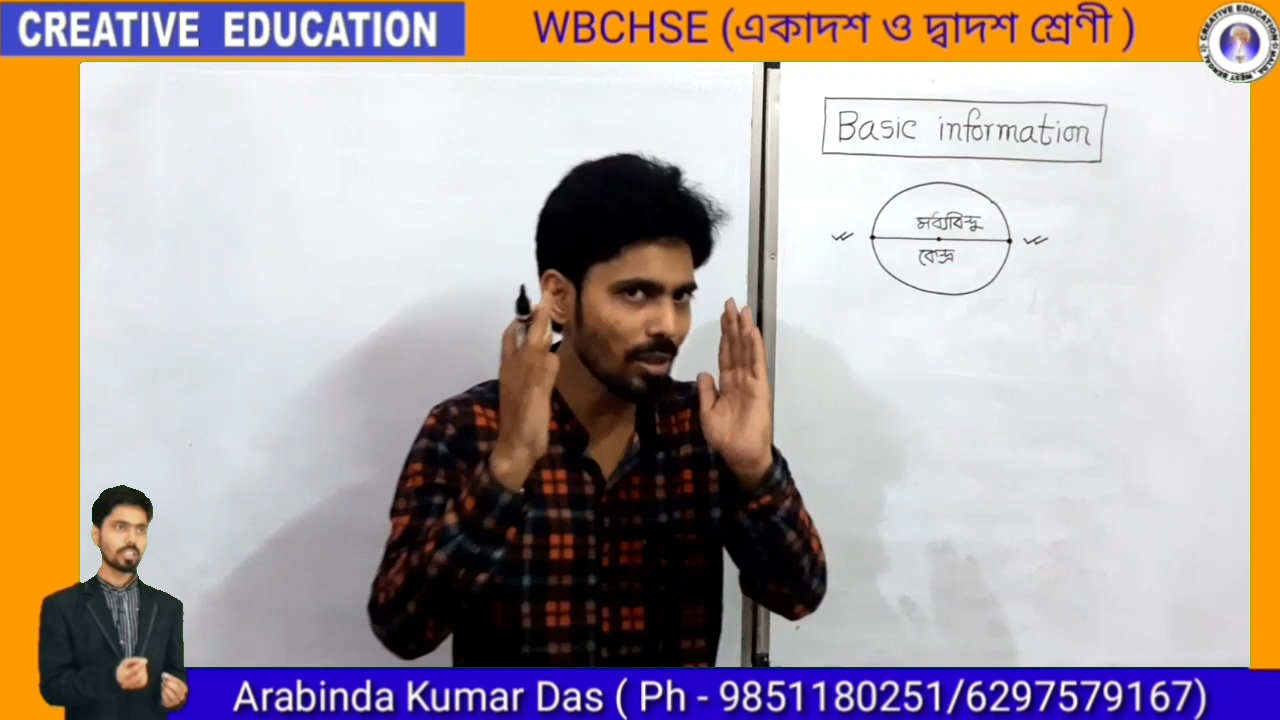 CREATIVE EDUCATION
WBCHSE (একাদশ ও দ্বাদশ শ্রেণী )
Basic information
মধ্যবিন্দু
কেন্দ্র
Arabinda Kumar Das ( Ph - 9851180251/6297579167)